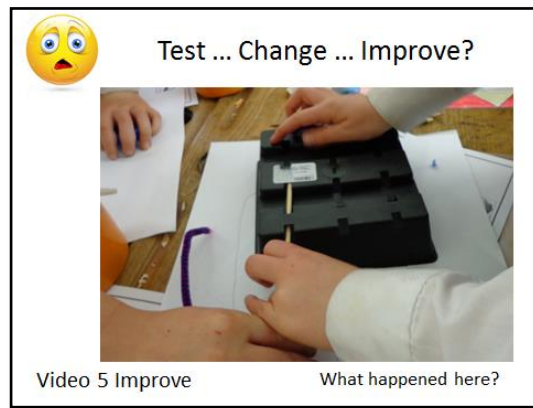 Test ... Change ... Improve?
Video 5 Improve
What happened here?